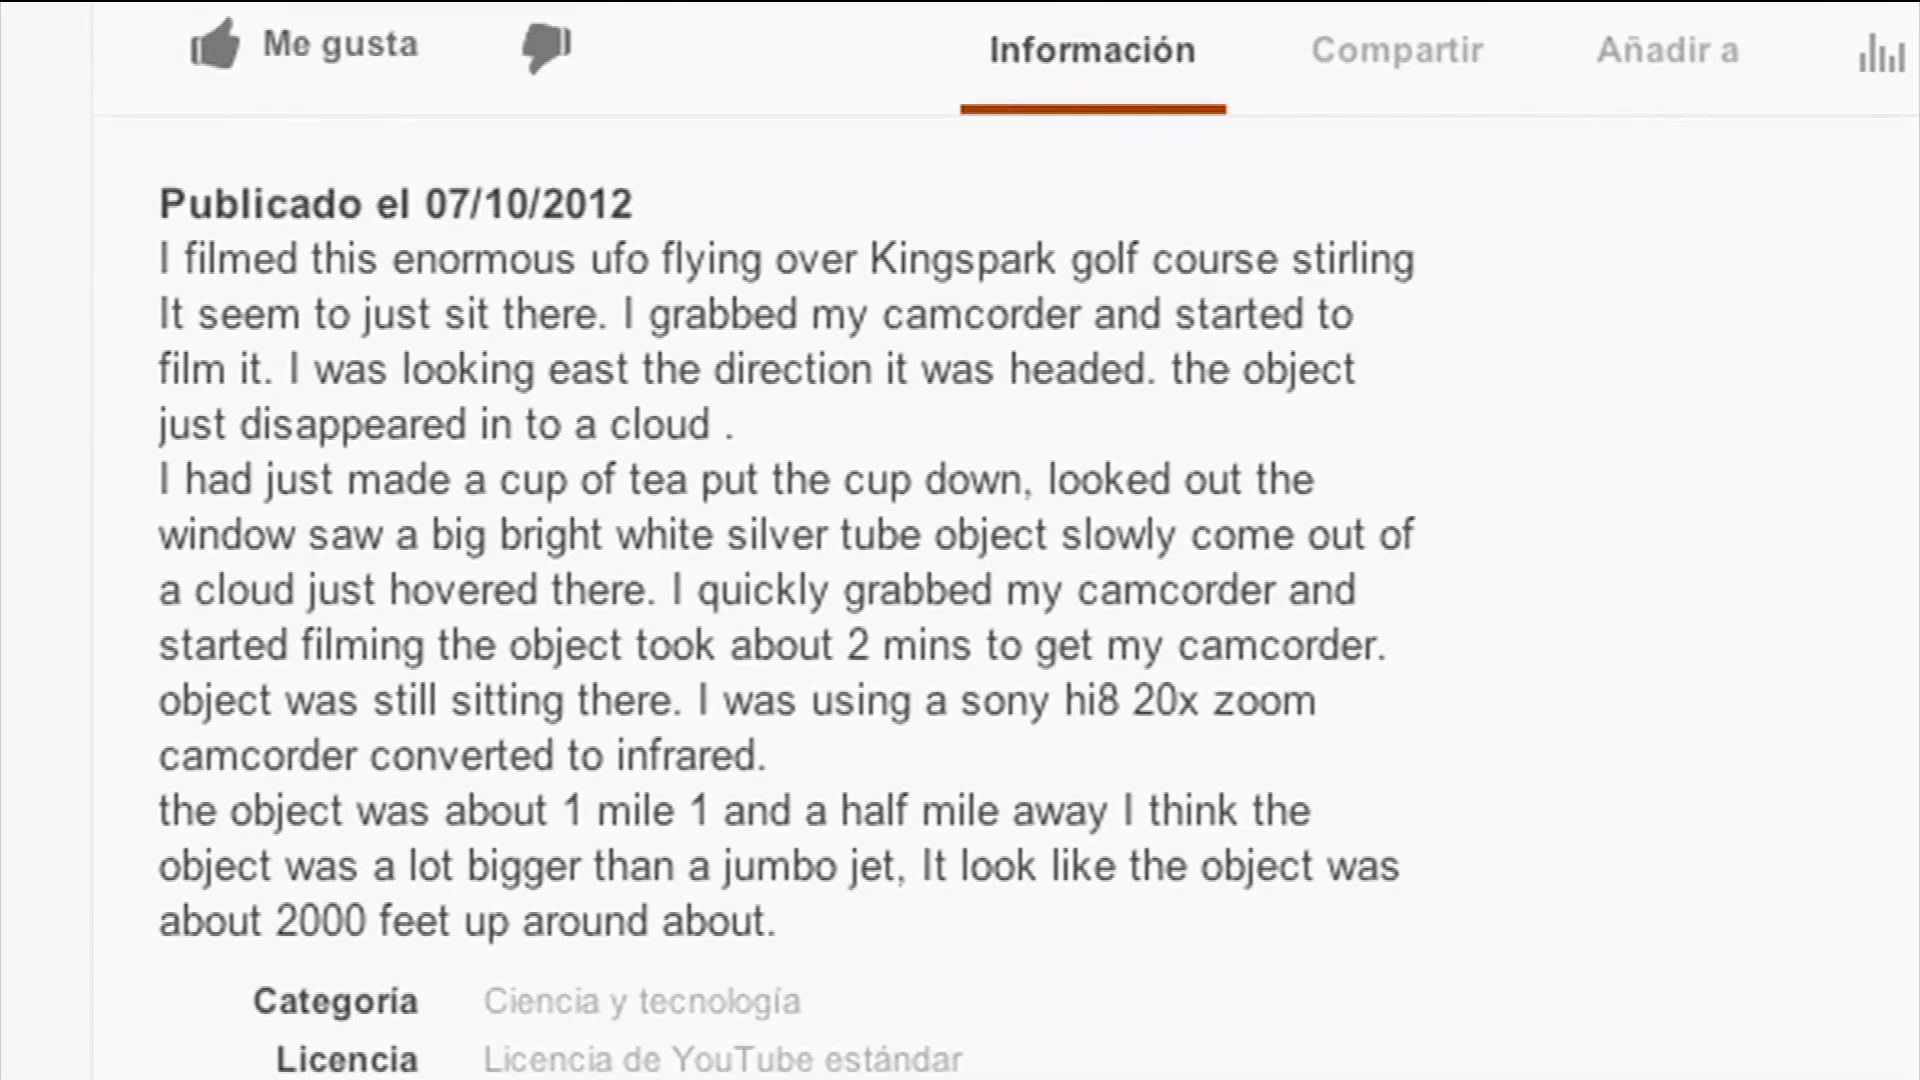 Me gusta
Información
Compartir
Añadir a
Publicado el 07/10/2012
I filmed this enormous ufo flying over Kingspark golf course stirling
It seem to just sit there. I grabbed my camcorder and started to
film it. I was looking east the direction it was headed. the object
just disappeared in to a cloud .
I had just made a cup of tea put the cup down, looked out the
window saw a big bright white silver tube object slowly come out of
a cloud just hovered there. I quickly grabbed my camcorder and
started filming the object took about 2 mins to get my camcorder.
object was still sitting there. I was using a sony hi8 20x zoom
camcorder converted to infrared.
the object was about 1 mile 1 and a half mile away I think the
object was a lot bigger than a jumbo jet, It look like the object was
about 2000 feet up around about.
Categoría Ciencia y tecnología
Licencia Licencia de YouTube estándar